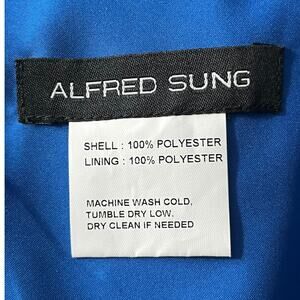 ALFRED SUNG
SHELL : 100% POLYESTER
LINING : 100% POLYESTER
MACHINE WASH COLD,
TUMBLE DRY LOW.
DRY CLEAN IF NEEDED